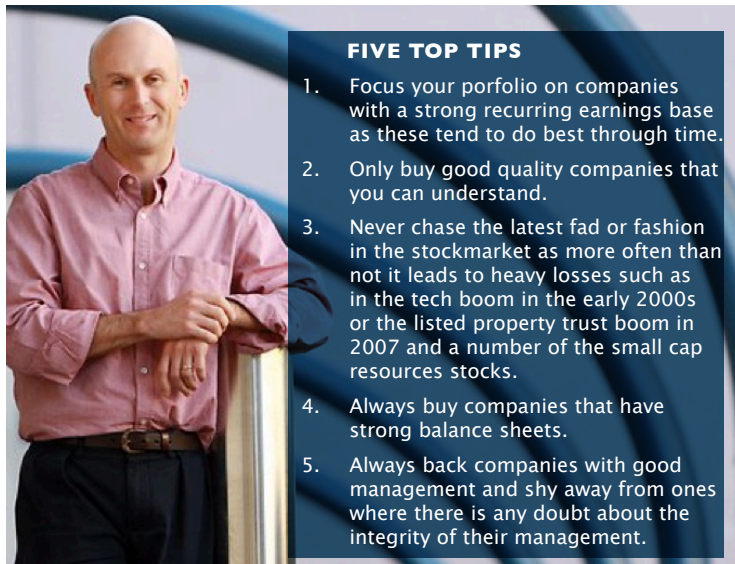 FIVE TOP TIPS
1. Focus your porfolio on companies
with a strong recurring earnings base
as these tend to do best through time.
2. Only buy good quality companies that
you can understand.
3. Never chase the latest fad or fashion
in the stockmarket as more often than
not it leads to heavy losses such as
in the tech boom in the early 2000s
or the listed property trust boom in
2007 and a number of the small cap
resources stocks.
4. Always buy companies that have
strong balance sheets.
5. Always back companies with good
management and shy away from ones
where there is any doubt about the
integrity of their management.